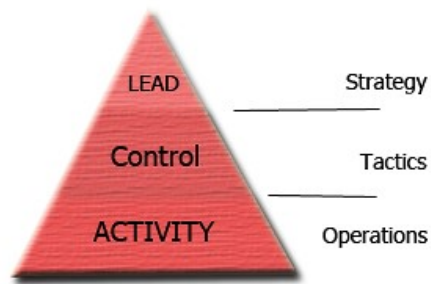 LEAD
Strategy
Control
Tactics
ACTIVITY
Operations